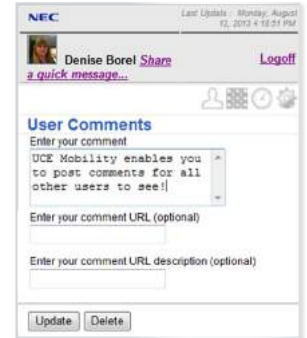 NEC
Last Update : Monday, August
12, 2013 4:18:51 PM
Denise Borel Share
a quick message...
Logoff
User Comments
Enter your comment
UCE Mobility enables you
to post comments for all
other users to see!
Enter your comment URL (optional)
Enter your comment URL description (optional)
Update Delete